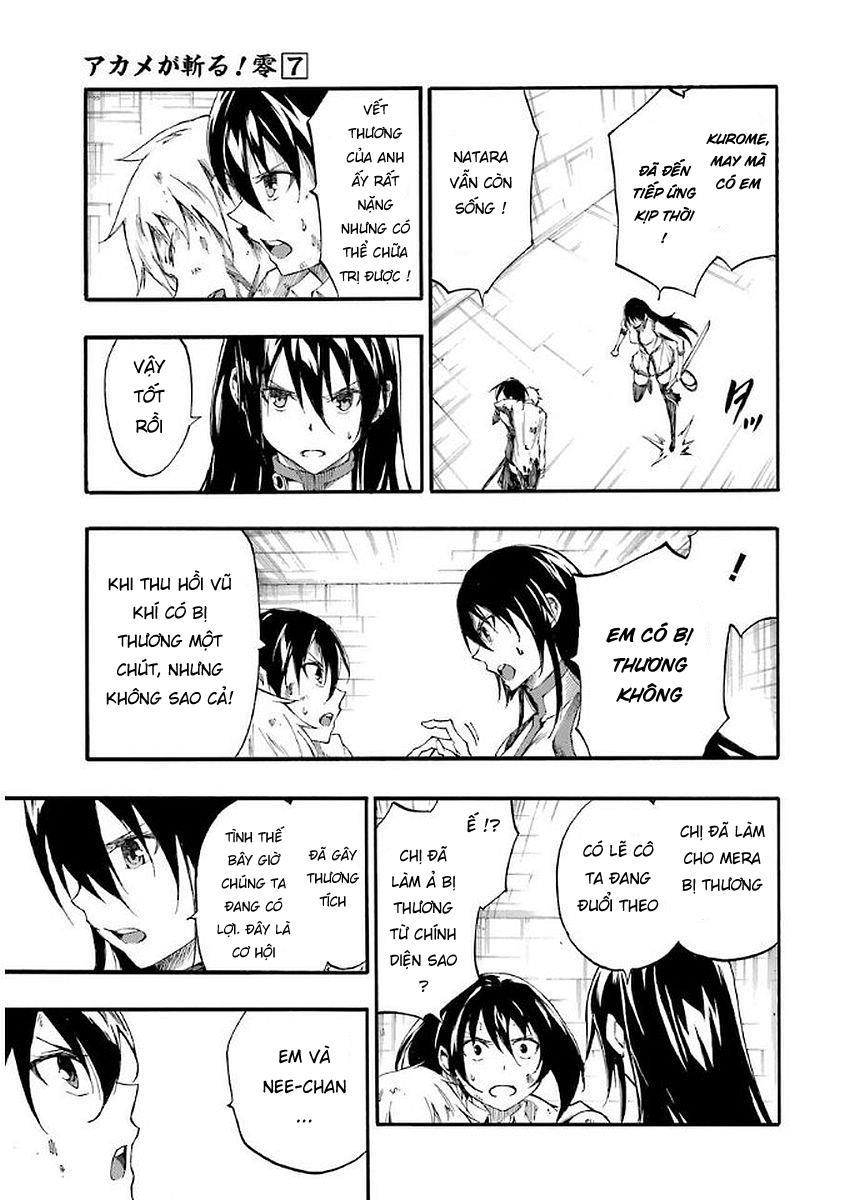 アカメが斬る!零7
KUROME,
MAY MÀ
CÓ EM
ĐÃ ĐẾN
TIẾP ỨNG
KỊP THỜI
!
NATARA
VẪN CÒN
SỐNG !
ダッ
VẾT
THƯƠNG
CỦA ANH
ẤY RẤT
NẶNG
NHƯNG CÓ
THỂ CHỮA
TRỊ ĐƯỢC !
VẬY
TỐT
RỒI
!
EM CÓ BỊ
THƯƠNG
KHÔNG
KHI THU HỒI VŨ
KHÍ CÓ BỊ
THƯƠNG MỘT
CHÚT, NHƯNG
KHÔNG SAO CẢ!
CHỊ ĐÃ LÀM
CHO MERA
BỊ THƯƠNG
CÓ LẼ CÔ
TA ĐANG
ĐUỔI THEO
Ế !?
CHỊ ĐÃ
LÀM Ả BỊ
THƯƠNG
TỪ CHÍNH
DIỆN SAO
?
ĐÃ GÂY
THƯƠNG
TÍCH
TÌNH THẾ
BÂY GIỜ
CHÚNG TA
ĐANG CÓ
LỢI. ĐÂY LÀ
CƠ HỘI
EM VÀ
NEE-CHAN
...